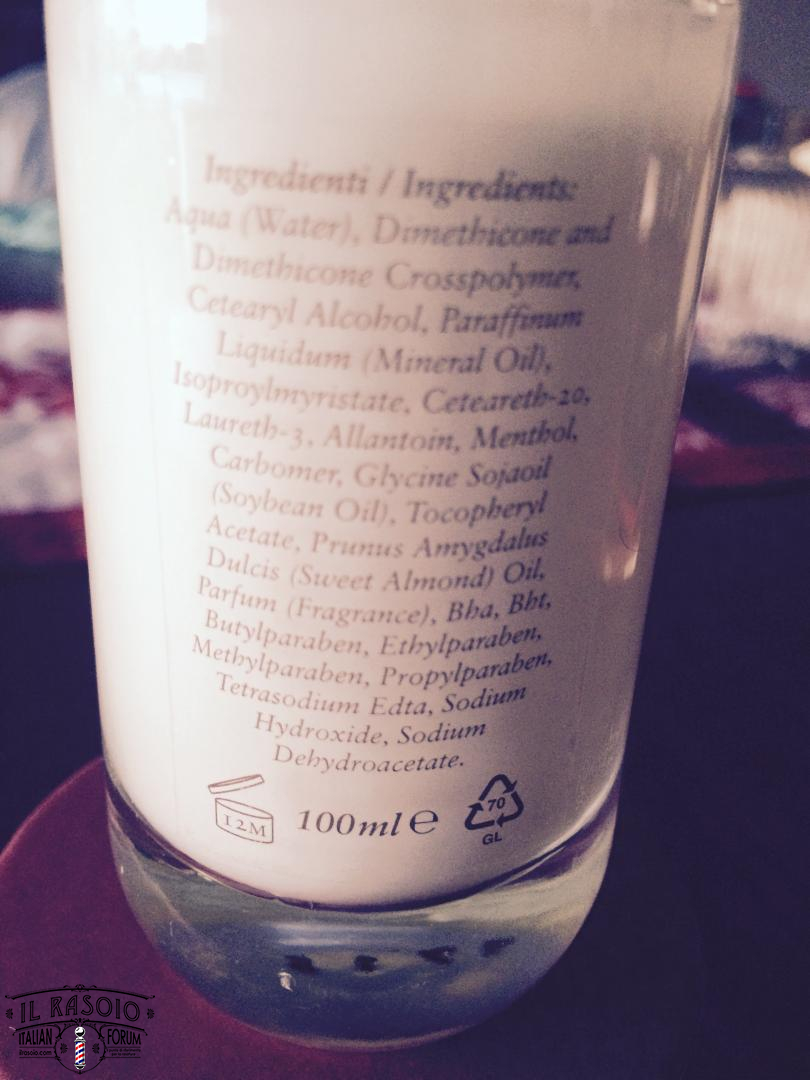 Ingredienti / Ingredients:
Aqua (Water), Dimethicone and
Dimethicone Crosspolymer,
Cetearyl Alcohol, Paraffinum
Liquidum (Mineral Oil),
Isoproylmyristate, Ceteareth-20,
Laureth-3, Allantoin, Menthol,
Carbomer, Glycine Sojaoil
(Soybean Oil), Tocopheryl
Acetate, Prunus Amygdalus
Dulcis (Sweet Almond) Oil,
Parfum (Fragrance), Bha, Bht,
Butylparaben, Ethylparaben,
Methylparaben, Propylparaben,
Tetrasodium Edta, Sodium
Hydroxide, Sodium
Dehydroacetate.
12M 100ml e 70
GL
IL RASOIO
ITALIAN FORUM